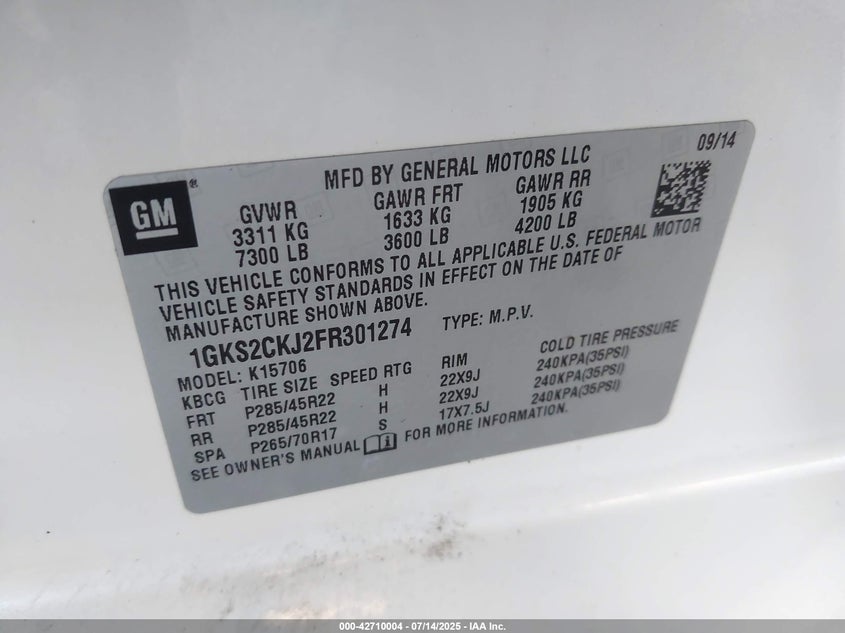 09/14
MFD BY GENERAL MOTORS LLC
GM®
GVWR GAWR FRT GAWR RR
3311 KG 1633 KG 1905 KG
7300 LB 3600 LB 4200 LB
THIS VEHICLE CONFORMS TO ALL APPLICABLE U.S. FEDERAL MOTOR
VEHICLE SAFETY STANDARDS IN EFFECT ON THE DATE OF
MANUFACTURE SHOWN ABOVE.
1GKS2CKJ2FR301274 TYPE: M.P.V.
MODEL: K15706
KBCG TIRE SIZE SPEED RTG RIM COLD TIRE PRESSURE
FRT P285/45R22 H 22X9J 240KPA(35PSI)
RR P285/45R22 H 22X9J 240KPA(35PSI)
SPA P265/70R17 S 17X7.5J 240KPA(35PSI)
SEE OWNER'S MANUAL FOR MORE INFORMATION.
000-42710004 - 07/14/2025 - IAA Inc.